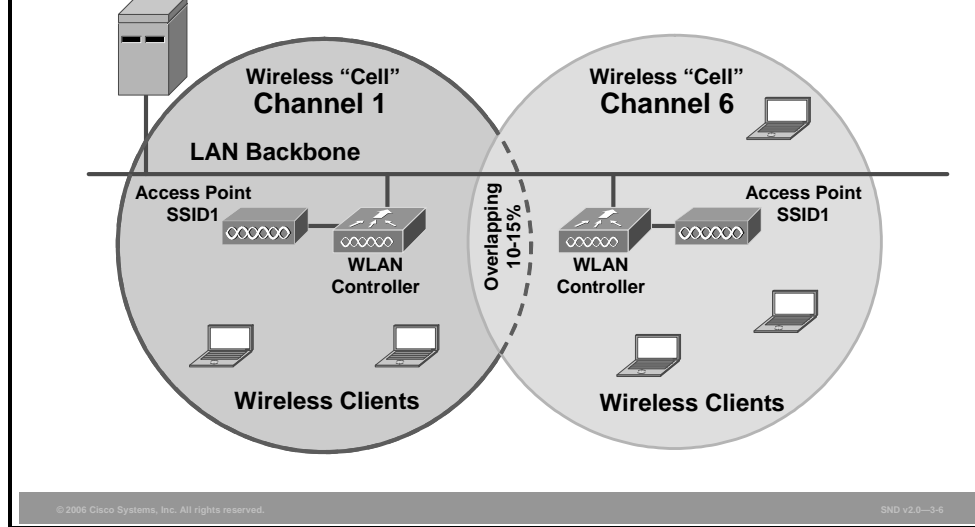 Wireless “Cell”
Channel 1
Wireless “Cell”
Channel 6
LAN Backbone
Access Point
SSID1
WLAN
Controller
Overlapping
10-15%
WLAN
Controller
Access Point
SSID1
Wireless Clients
Wireless Clients
© 2006 Cisco Systems, Inc. All rights reserved.
SND v2.0—3-6